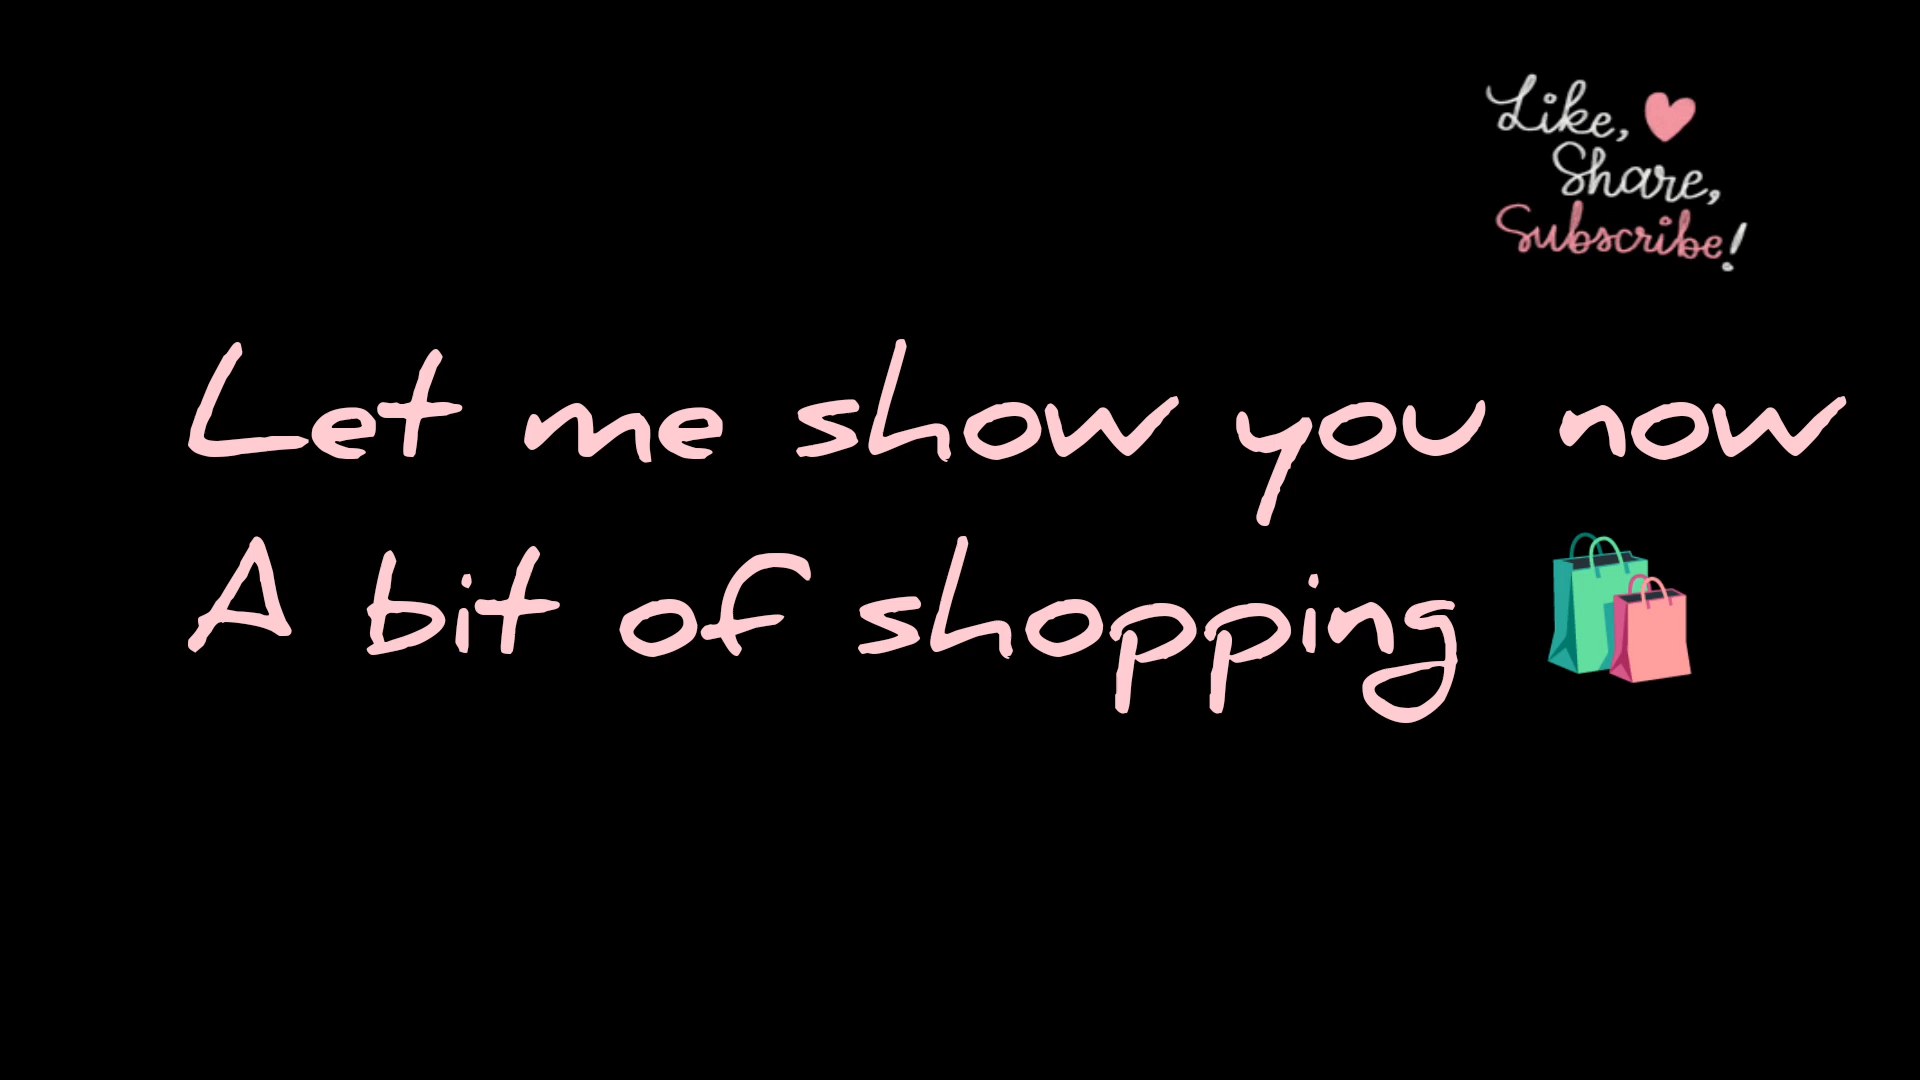 Like,
Share,
Subscribe!
Let me show you now
A bit of shopping 🛍️